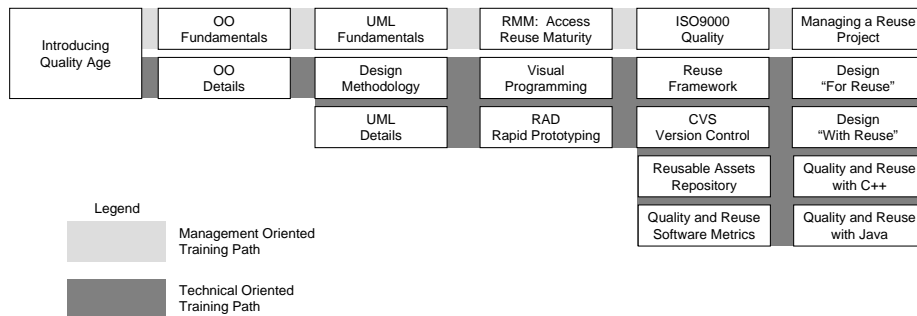 Introducing
Quality Age
OO
Fundamentals
UML
Fundamentals
RMM: Access
Reuse Maturity
ISO9000
Quality
Managing a Reuse
Project
OO
Details
Design
Methodology
Visual
Programming
Reuse
Framework
Design
“For Reuse”
UML
Details
RAD
Rapid Prototyping
CVS
Version Control
Design
“With Reuse”
Reusable Assets
Repository
Quality and Reuse
with C++
Quality and Reuse
Software Metrics
Quality and Reuse
with Java
Legend
Management Oriented
Training Path
Technical Oriented
Training Path